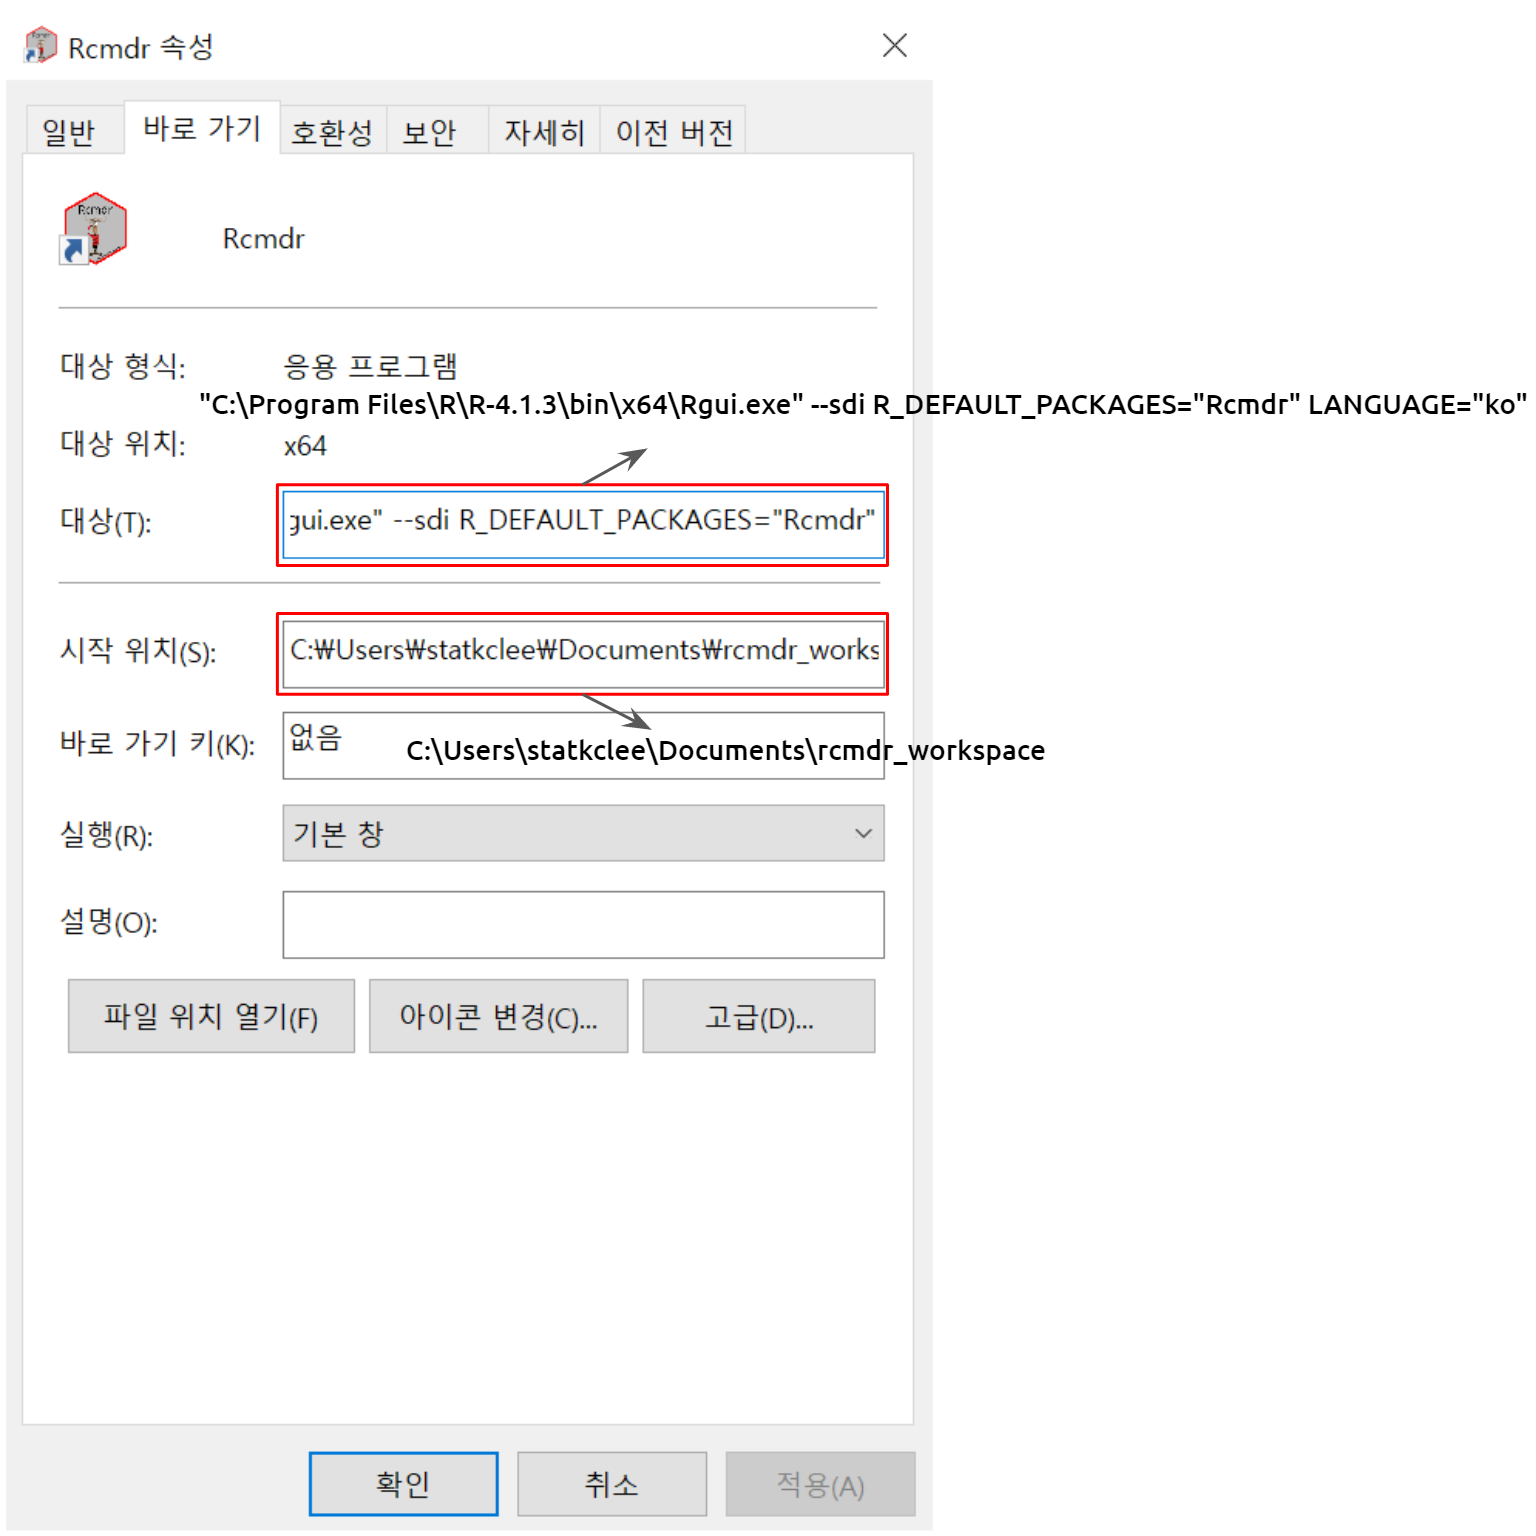 Rcmdr 속성
일반 바로 가기 호환성 보안 자세히 이전 버전
Rcmdr
Rcmdr
대상 형식: 응용 프로그램
"C:\Program Files\R\R-4.1.3\bin\x64\Rgui.exe" --sdi R_DEFAULT_PACKAGES="Rcmdr" LANGUAGE="ko"
대상 위치: x64
대상(T): gui.exe" --sdi R_DEFAULT_PACKAGES="Rcmdr"
시작 위치(S): C:₩Users₩statkclee₩Documents₩rcmdr_works
바로 가기 키(K): 없음
C:\Users\statkclee\Documents\rcmdr_workspace
실행(R): 기본 창
설명(O):
파일 위치 열기(F) 아이콘 변경(C)... 고급(D)...
확인 취소 적용(A)